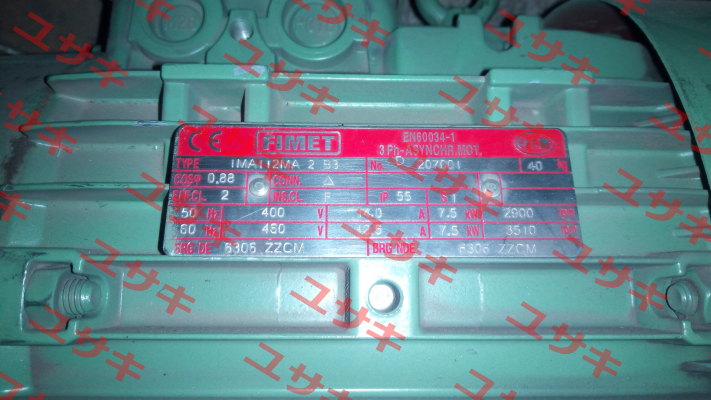 ユサキ
CE FIMET
EN60034-1
3 Ph-ASYNCHR.MOT.
TYPE 1MA112MA 2 B3 No. 207001 40
COSφ 0,88 CONN. △
EFF.CL. 2 INS.CL. F IP 55 S1
50 Hz 400 V A 7.5 kW 2900
60 Hz 480 V A 7.5 kW 3510
BRG DE 6306 ZZCM BRG NDE 6306 ZZCM